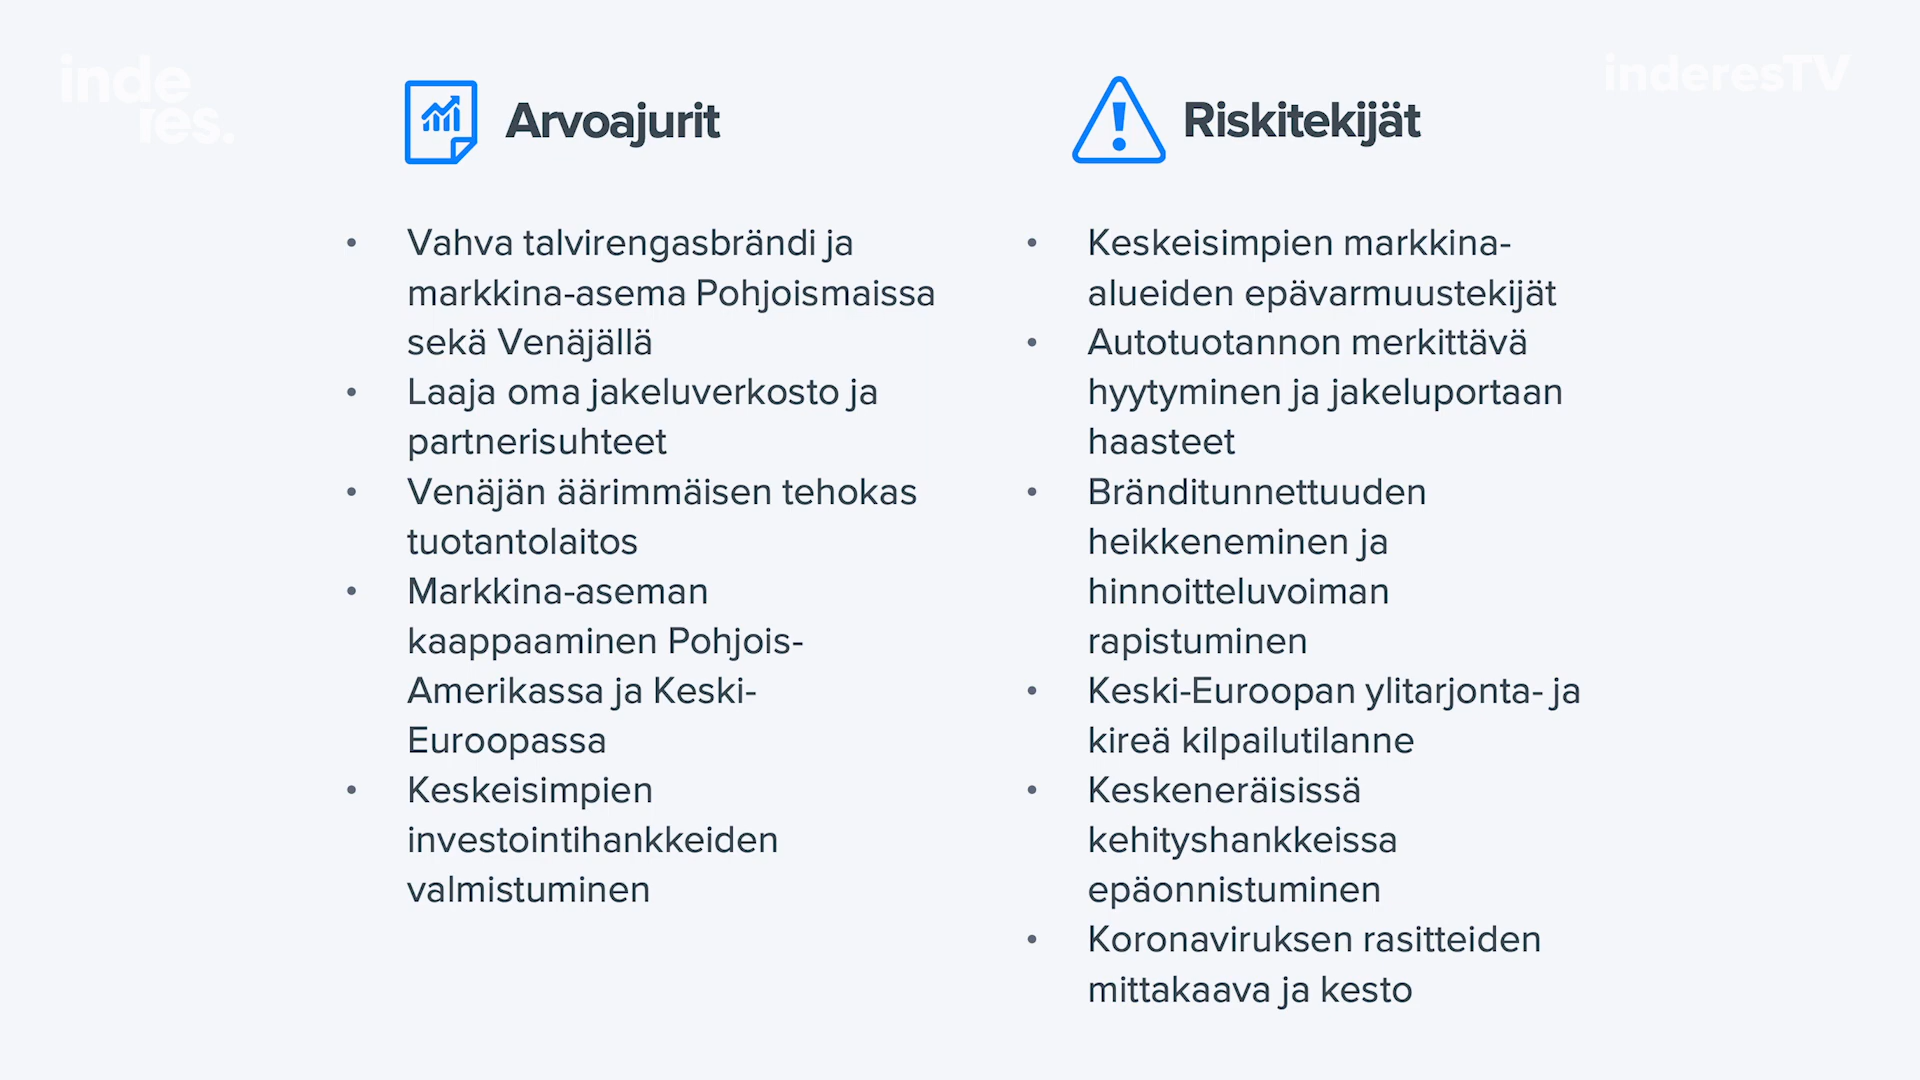 inde
res.
inderesTV
Arvoajurit
Vahva talvirengasbrändi ja
markkina-asema Pohjoismaissa
sekä Venäjällä
Laaja oma jakeluverkosto ja
partnerisuhteet
Venäjän äärimmäisen tehokas
tuotantolaitos
Markkina-aseman
kaappaaminen Pohjois-
Amerikassa ja Keski-
Euroopassa
Keskeisimpien
investointihankkeiden
valmistuminen
Riskitekijät
Keskeisimpien markkina-
alueiden epävarmuustekijät
Autotuotannon merkittävä
hyytyminen ja jakeluportaan
haasteet
Bränditunnettuuden
heikkeneminen ja
hinnoitteluvoiman
rapistuminen
Keski-Euroopan ylitarjonta- ja
kireä kilpailutilanne
Keskeneräisissä
kehityshankkeissa
epäonnistuminen
Koronaviruksen rasitteiden
mittakaava ja kesto